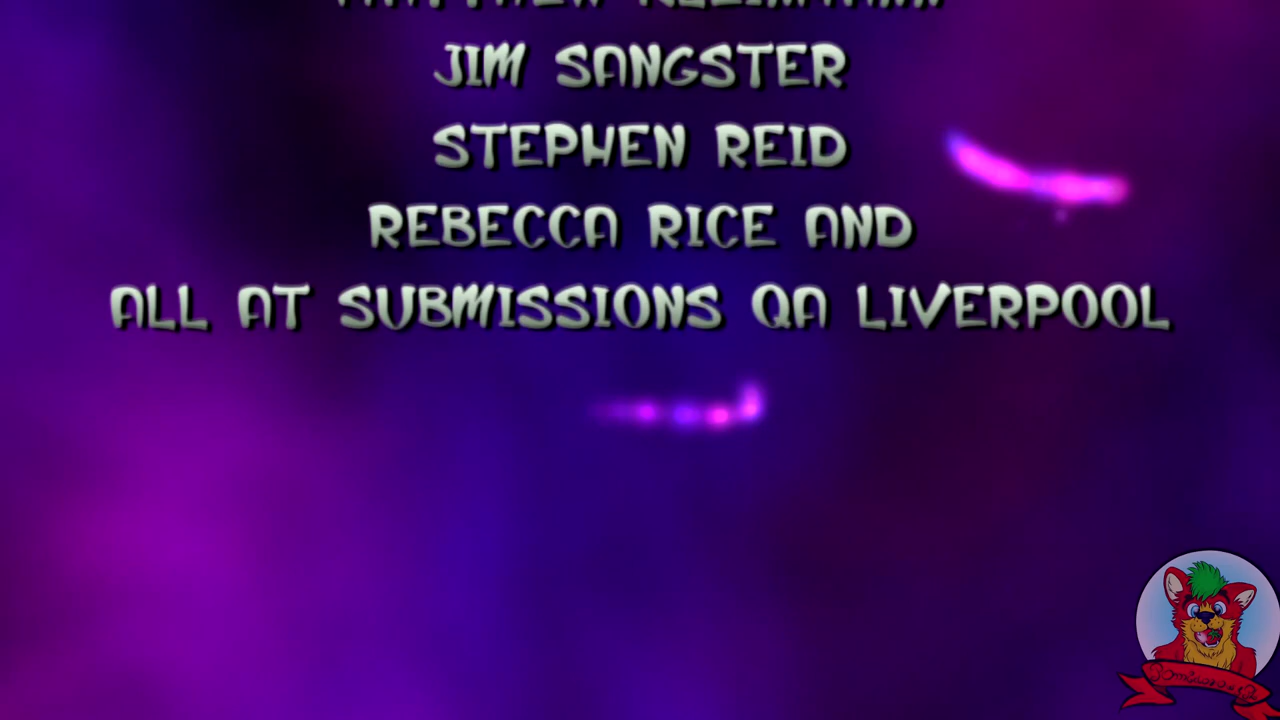 JIM SANGSTER
STEPHEN REID
REBECCA RICE AND
ALL AT SUBMISSIONS QA LIVERPOOL